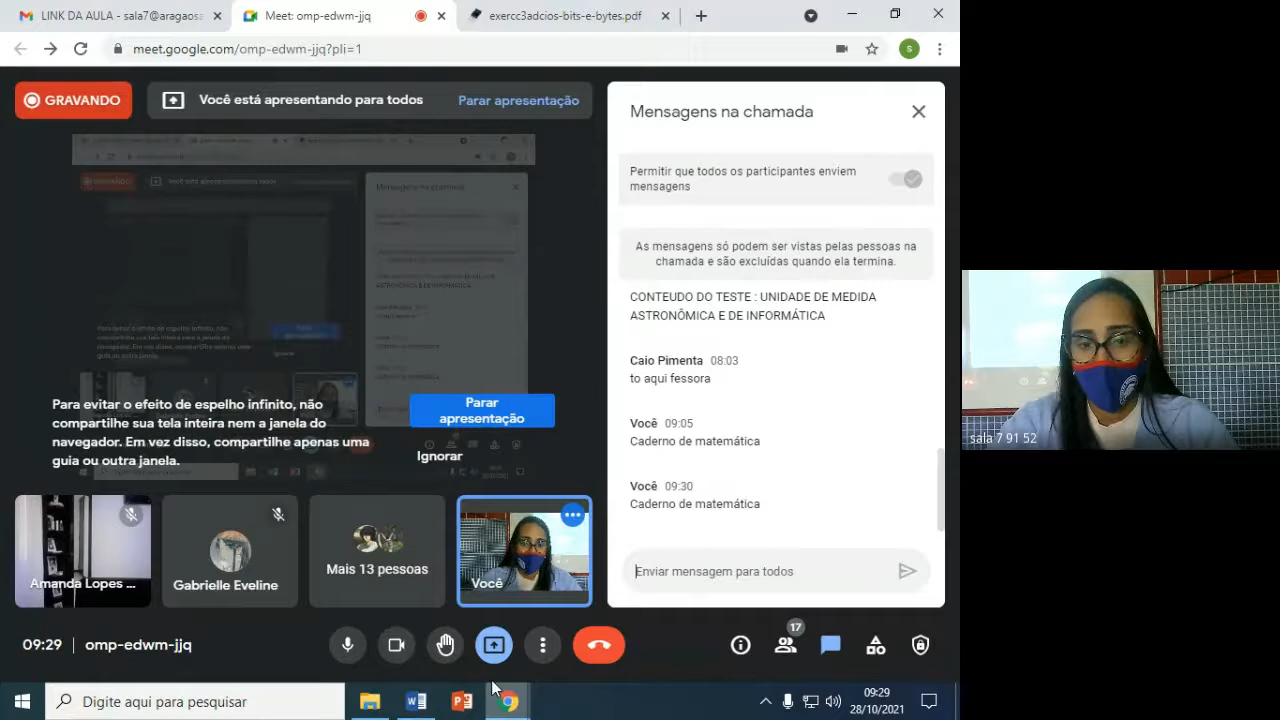 LINK DA AULA - sala7@aragaosa
Meet: omp-edwm-jjq
exercc3adcios-bits-e-bytes.pdf
meet.google.com/omp-edwm-jjq?pli=1
S
GRAVANDO
Você está apresentando para todos
Parar apresentação
Mensagens na chamada
Permitir que todos os participantes enviem
mensagens
As mensagens só podem ser vistas pelas pessoas na
chamada e são excluídas quando ela termina.
CONTEUDO DO TESTE : UNIDADE DE MEDIDA
ASTRONÔMICA E DE INFORMÁTICA
Caio Pimenta 08:03
to aqui fessora
Você 09:05
Caderno de matemática
Você 09:30
Caderno de matemática
Enviar mensagem para todos
Para evitar o efeito de espelho infinito, não
compartilhe sua tela inteira nem a janela do
navegador. Em vez disso, compartilhe apenas uma
guia ou outra janela.
Parar
apresentação
Ignorar
Amanda Lopes ...
Gabrielle Eveline
Mais 13 pessoas
Você
09:29 | omp-edwm-jjq
17
Digite aqui para pesquisar
09:29
28/10/2021
sala 7 91 52